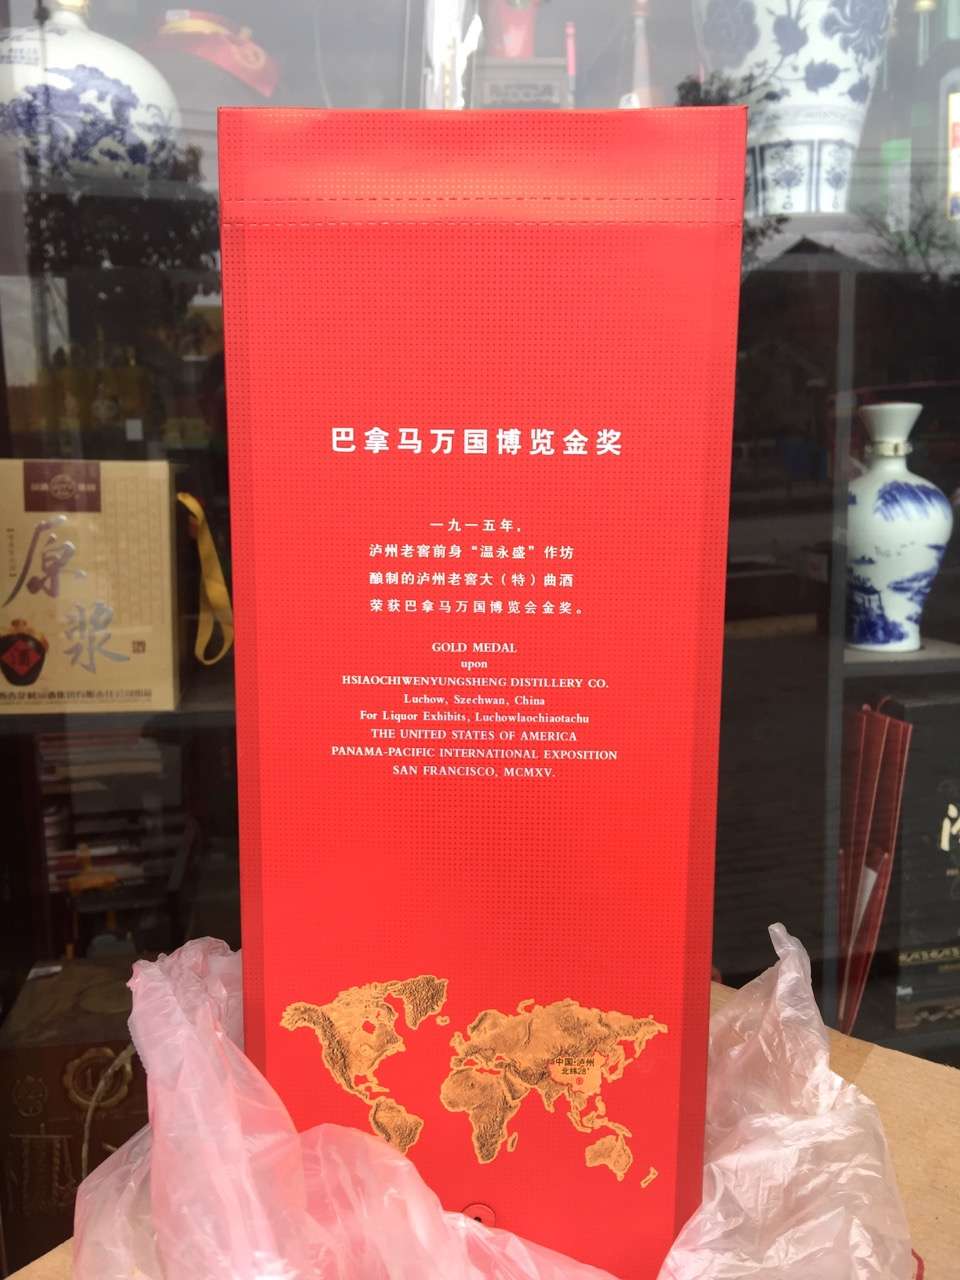 巴拿马万国博览金奖
一九一五年，
泸州老窖前身“温永盛”作坊
酿制的泸州老窖大（特）曲酒
荣获巴拿马万国博览会金奖。
GOLD MEDAL
upon
HSIAOCHIWENYUNGSHENG DISTILLERY CO.
Luchow, Szechwan, China
For Liquor Exhibits, Luchowlaochiaotachu
THE UNITED STATES OF AMERICA
PANAMA-PACIFIC INTERNATIONAL EXPOSITION
SAN FRANCISCO, MCMXV.
中国·泸州
北纬28°
原
浆